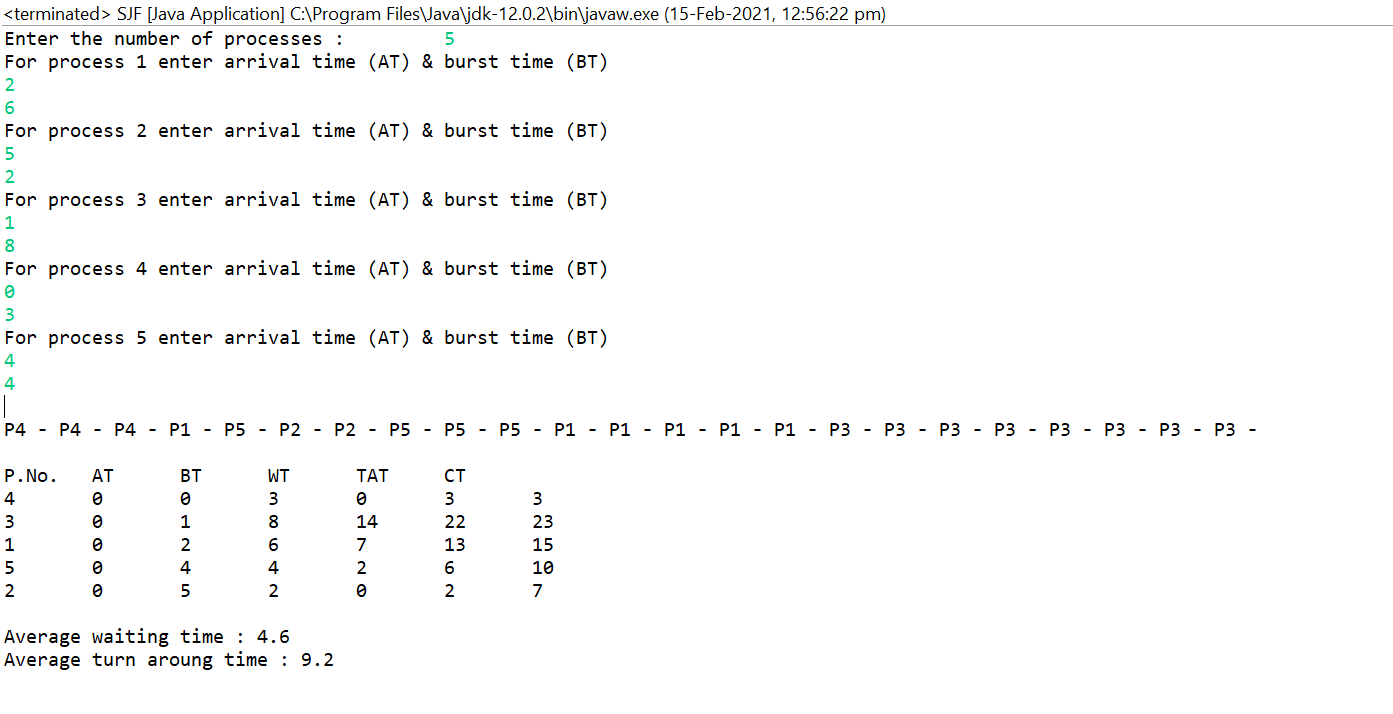 <terminated> SJF [Java Application] C:\Program Files\Java\jdk-12.0.2\bin\javaw.exe (15-Feb-2021, 12:56:22 pm)
Enter the number of processes : 5
For process 1 enter arrival time (AT) & burst time (BT)
2
6
For process 2 enter arrival time (AT) & burst time (BT)
5
2
For process 3 enter arrival time (AT) & burst time (BT)
1
8
For process 4 enter arrival time (AT) & burst time (BT)
0
3
For process 5 enter arrival time (AT) & burst time (BT)
4
4
P4 - P4 - P4 - P1 - P5 - P2 - P2 - P5 - P5 - P5 - P1 - P1 - P1 - P1 - P1 - P3 - P3 - P3 - P3 - P3 - P3 - P3 - P3 -
P.No. AT BT WT TAT CT
4 0 0 3 0 3 3
3 0 1 8 14 22 23
1 0 2 6 7 13 15
5 0 4 4 2 6 10
2 0 5 2 0 2 7
Average waiting time : 4.6
Average turn aroung time : 9.2